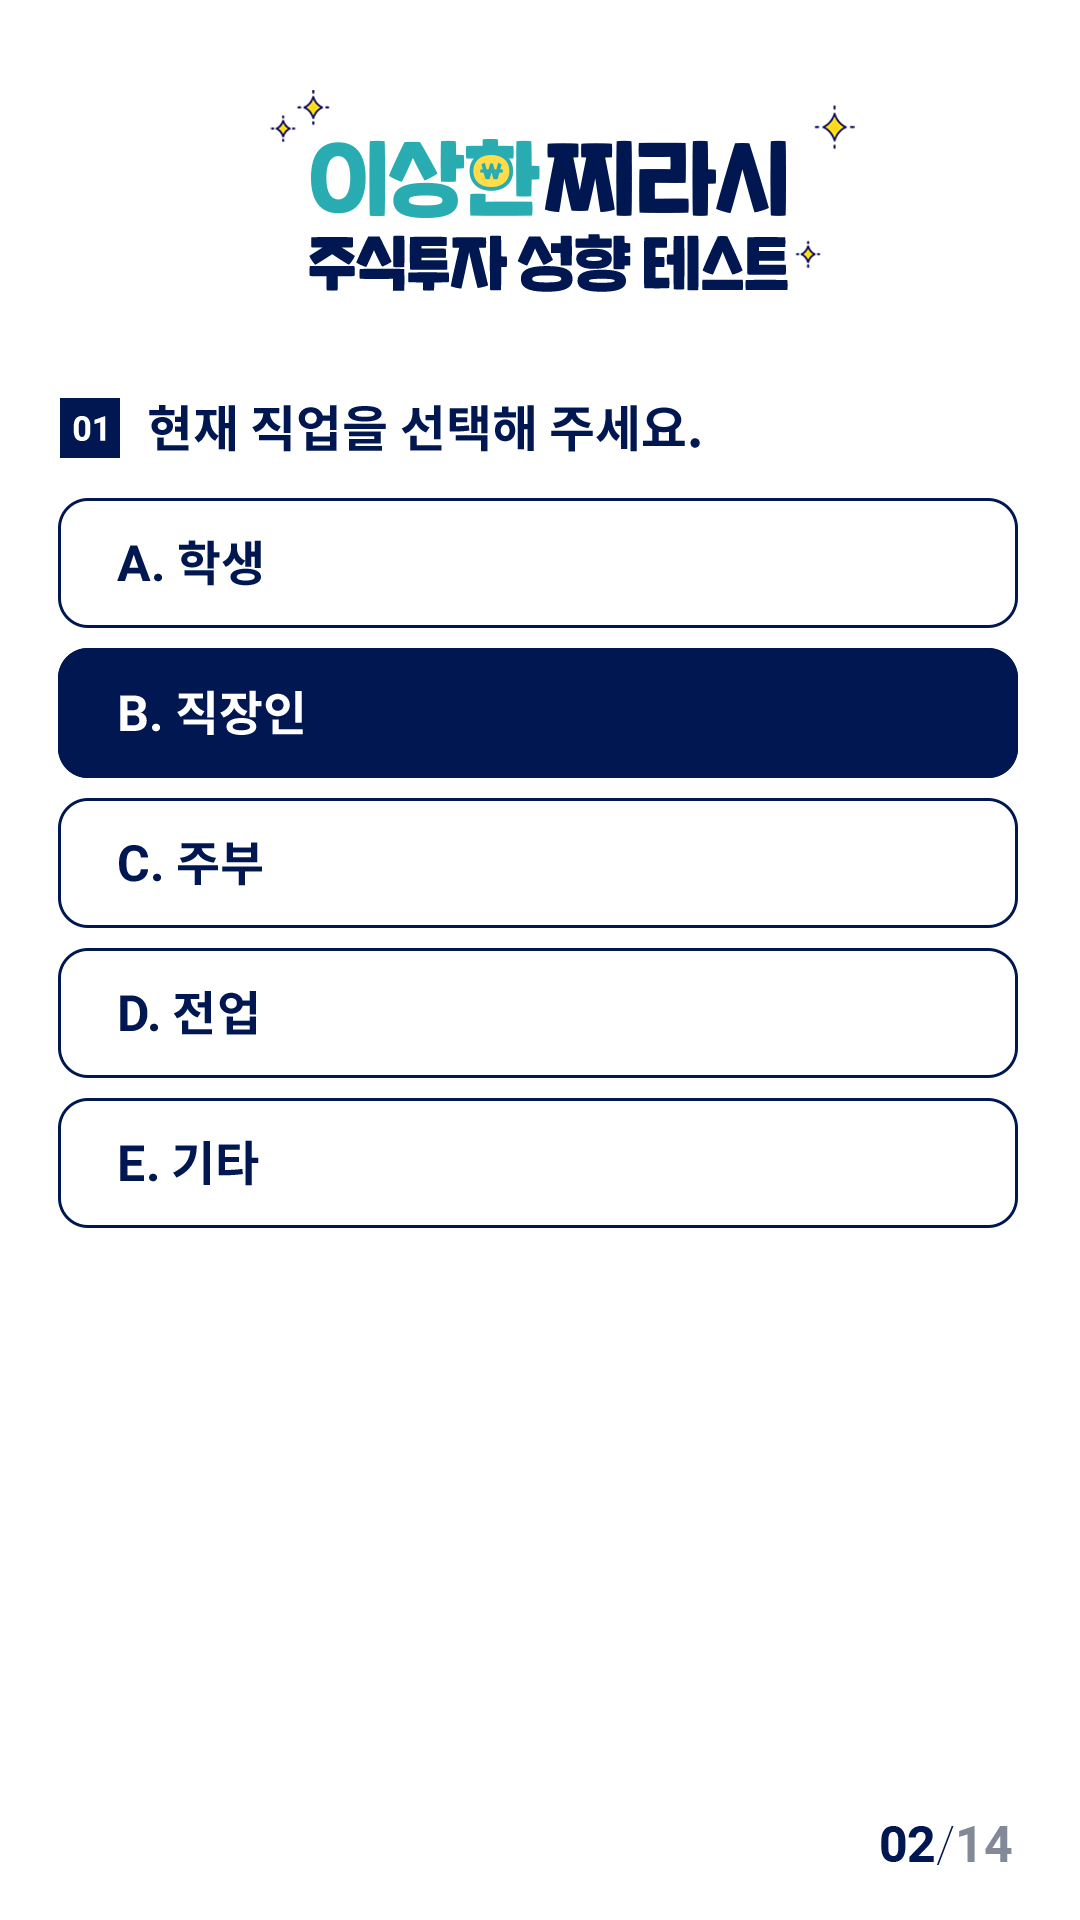 이상한 찌라시
주식투자 성향 테스트
01 현재 직업을 선택해 주세요.
A. 학생
B. 직장인
C. 주부
D. 전업
E. 기타
02/14